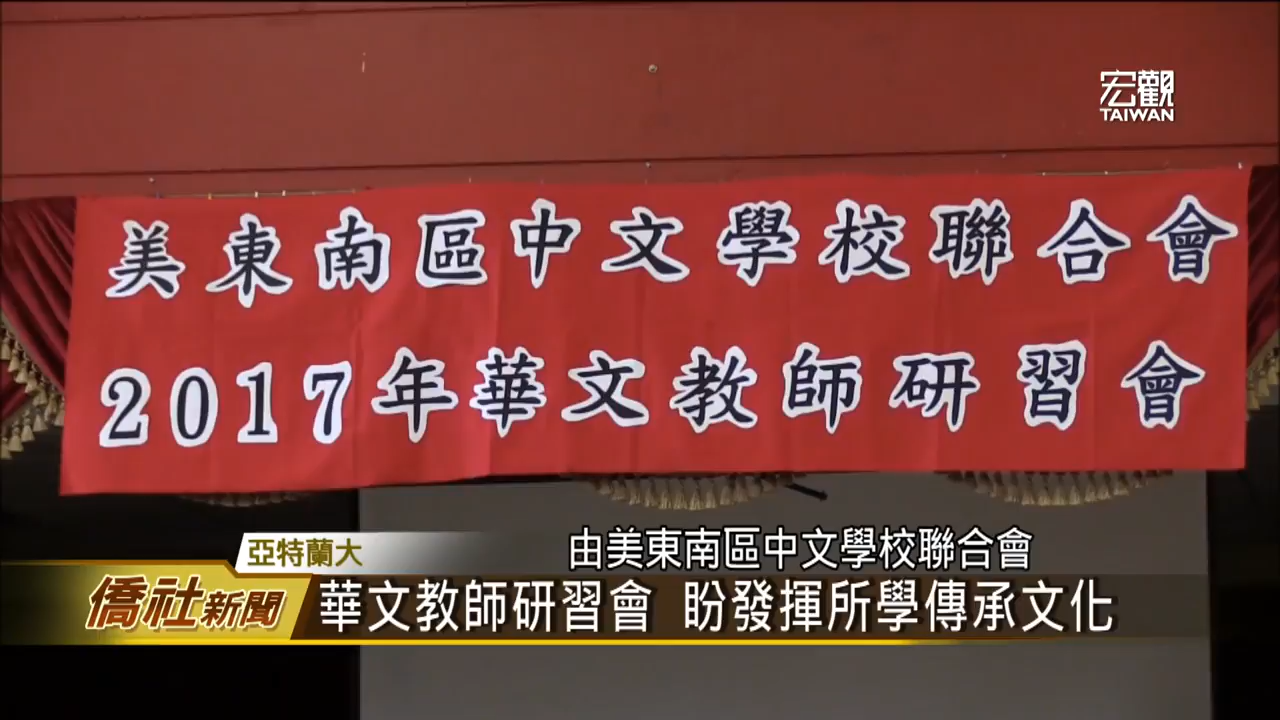 宏觀
TAIWAN
美東南區中文學校聯合會
2017年華文教師研習會
亞特蘭大
由美東南區中文學校聯合會
僑社新聞
華文教師研習會 盼發揮所學傳承文化